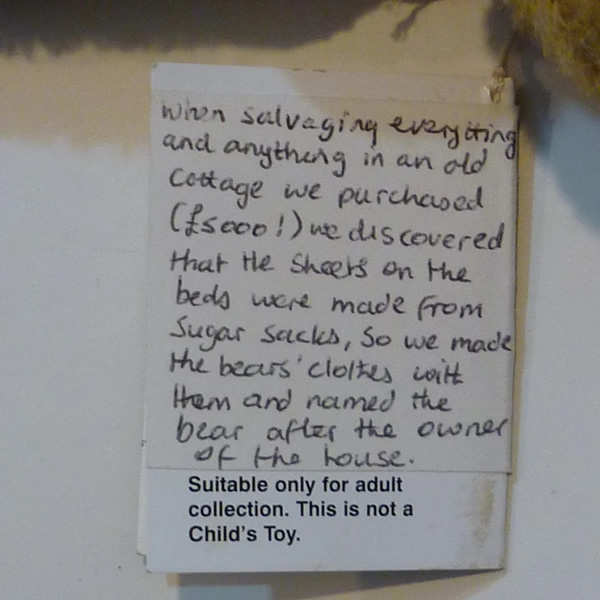 When salvaging everything
and anything in an old
cottage we purchased
(£5000!) we discovered
that the sheets on the
beds were made from
sugar sacks, so we made
the bears' clothes with
them and named the
bear after the owner
of the house.
Suitable only for adult
collection. This is not a
Child's Toy.